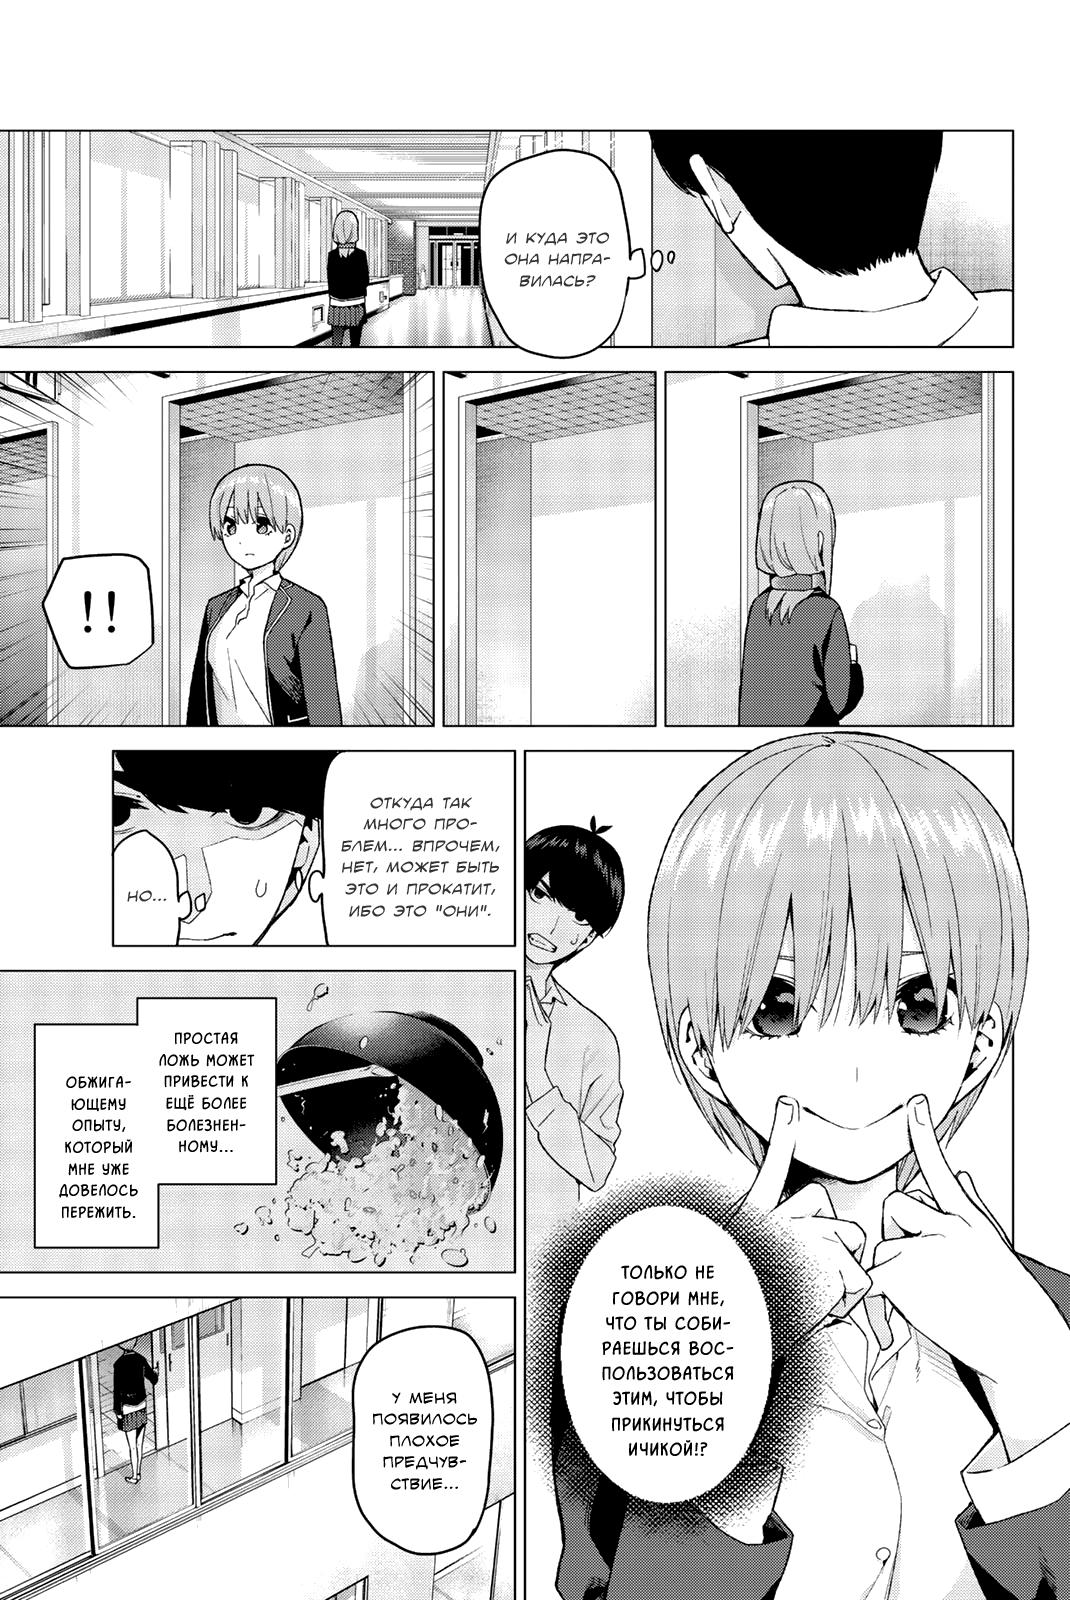 И КУДА ЭТО
ОНА НАПРА-
ВИЛАСЬ?
!!
ТОЛЬКО НЕ
ГОВОРИ МНЕ,
ЧТО ТЫ СОБИ-
РАЕШЬСЯ ВОС-
ПОЛЬЗОВАТЬСЯ
ЭТИМ, ЧТОБЫ
ПРИКИНУТЬСЯ
ИЧИКОЙ!?
ОТКУДА ТАК
МНОГО ПРО-
БЛЕМ... ВПРОЧЕМ,
НЕТ, МОЖЕТ БЫТЬ
ЭТО И ПРОКАТИТ,
ИБО ЭТО "ОНИ".
НО...
ПРОСТАЯ
ЛОЖЬ МОЖЕТ
ПРИВЕСТИ К
ЕЩЁ БОЛЕЕ
БОЛЕЗНЕН-
НОМУ...
ОБЖИГА-
ЮЩЕМУ
ОПЫТУ,
КОТОРЫЙ
МНЕ УЖЕ
ДОВЕЛОСЬ
ПЕРЕЖИТЬ.
У МЕНЯ
ПОЯВИЛОСЬ
ПЛОХОЕ
ПРЕДЧУВ-
СТВИЕ...